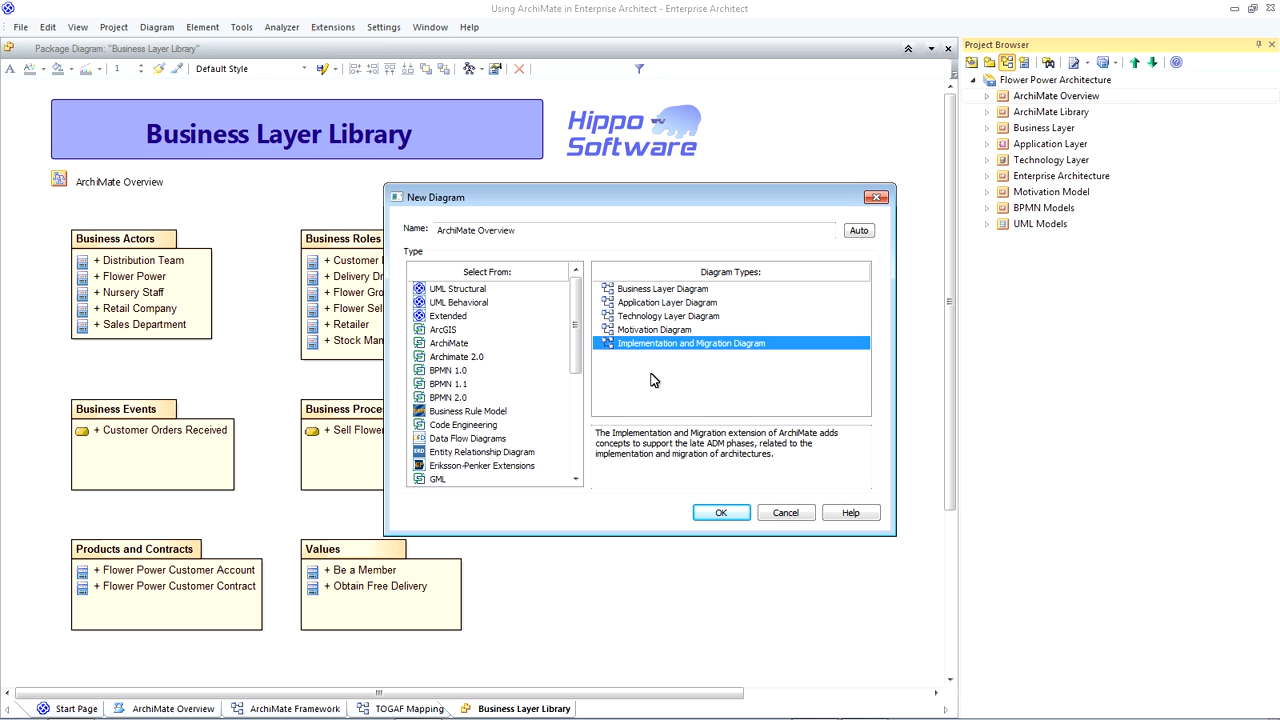 Using ArchiMate in Enterprise Architect - Enterprise Architect
File Edit View Project Diagram Element Tools Analyzer Extensions Settings Window Help
Package Diagram: "Business Layer Library"
1 Default Style
Business Layer Library
Hippo
Software
ArchiMate Overview
Business Actors
+ Distribution Team
+ Flower Power
+ Nursery Staff
+ Retail Company
+ Sales Department
Business Roles
+ Customer
+ Delivery Dr
+ Flower Gro
+ Flower Sel
+ Retailer
+ Stock Man
Business Events
+ Customer Orders Received
Business Proce
+ Sell Flowe
Products and Contracts
+ Flower Power Customer Account
+ Flower Power Customer Contract
Values
+ Be a Member
+ Obtain Free Delivery
New Diagram
Name: ArchiMate Overview Auto
Type
Select From:
UML Structural
UML Behavioral
Extended
ArcGIS
ArchiMate
Archimate 2.0
BPMN 1.0
BPMN 1.1
BPMN 2.0
Business Rule Model
Code Engineering
Data Flow Diagrams
Entity Relationship Diagram
Eriksson-Penker Extensions
GML
Diagram Types:
Business Layer Diagram
Application Layer Diagram
Technology Layer Diagram
Motivation Diagram
Implementation and Migration Diagram
The Implementation and Migration extension of ArchiMate adds
concepts to support the late ADM phases, related to the
implementation and migration of architectures.
OK Cancel Help
Project Browser
Flower Power Architecture
ArchiMate Overview
ArchiMate Library
Business Layer
Application Layer
Technology Layer
Enterprise Architecture
Motivation Model
BPMN Models
UML Models
Start Page ArchiMate Overview ArchiMate Framework TOGAF Mapping Business Layer Library